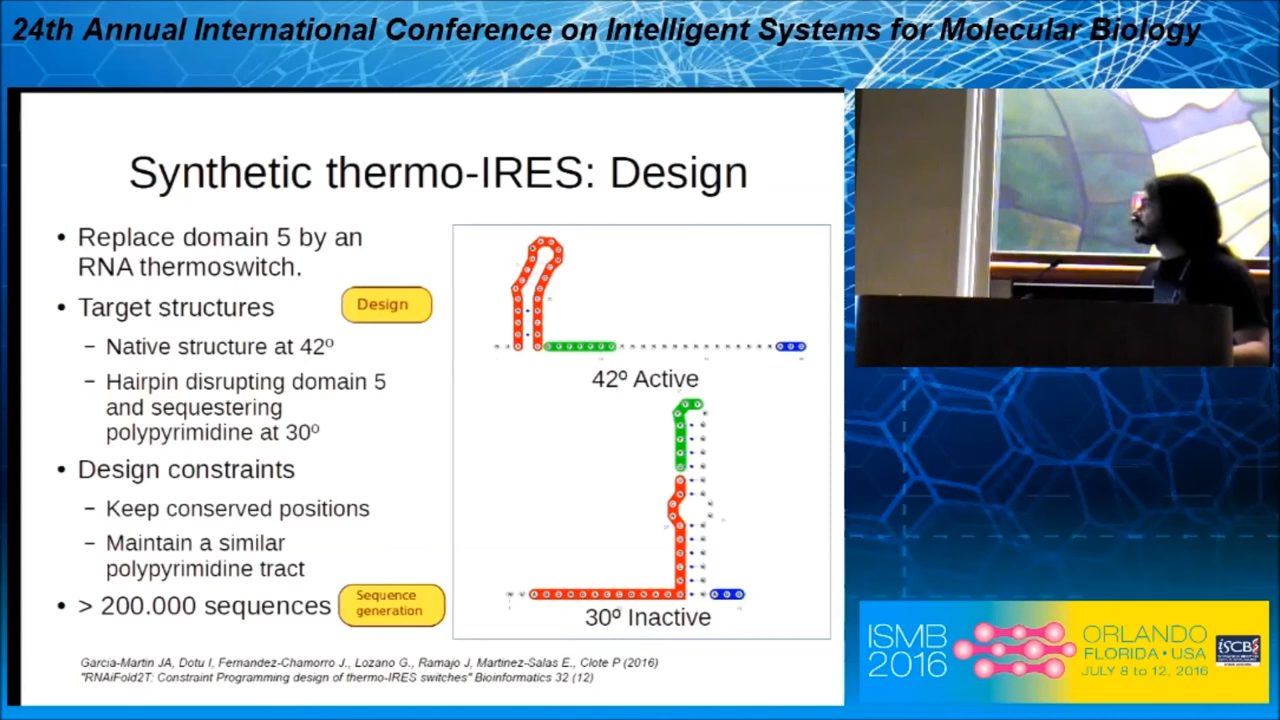 24th Annual International Conference on Intelligent Systems for Molecular Biology
Synthetic thermo-IRES: Design
• Replace domain 5 by an
RNA thermoswitch.
• Target structures
Design
– Native structure at 42º
– Hairpin disrupting domain 5
and sequestering
polypyrimidine at 30º
• Design constraints
– Keep conserved positions
– Maintain a similar
polypyrimidine tract
• > 200.000 sequences
Sequence
generation
42º Active
30º Inactive
Garcia-Martin JA, Dotu I, Fernandez-Chamorro J., Lozano G., Ramajo J, Martinez-Salas E., Clote P (2016)
"RNAiFold2T: Constraint Programming design of thermo-IRES switches" Bioinformatics 32 (12)
ISMB
2016
ORLANDO
FLORIDA • USA
JULY 8 to 12, 2016
ISCB